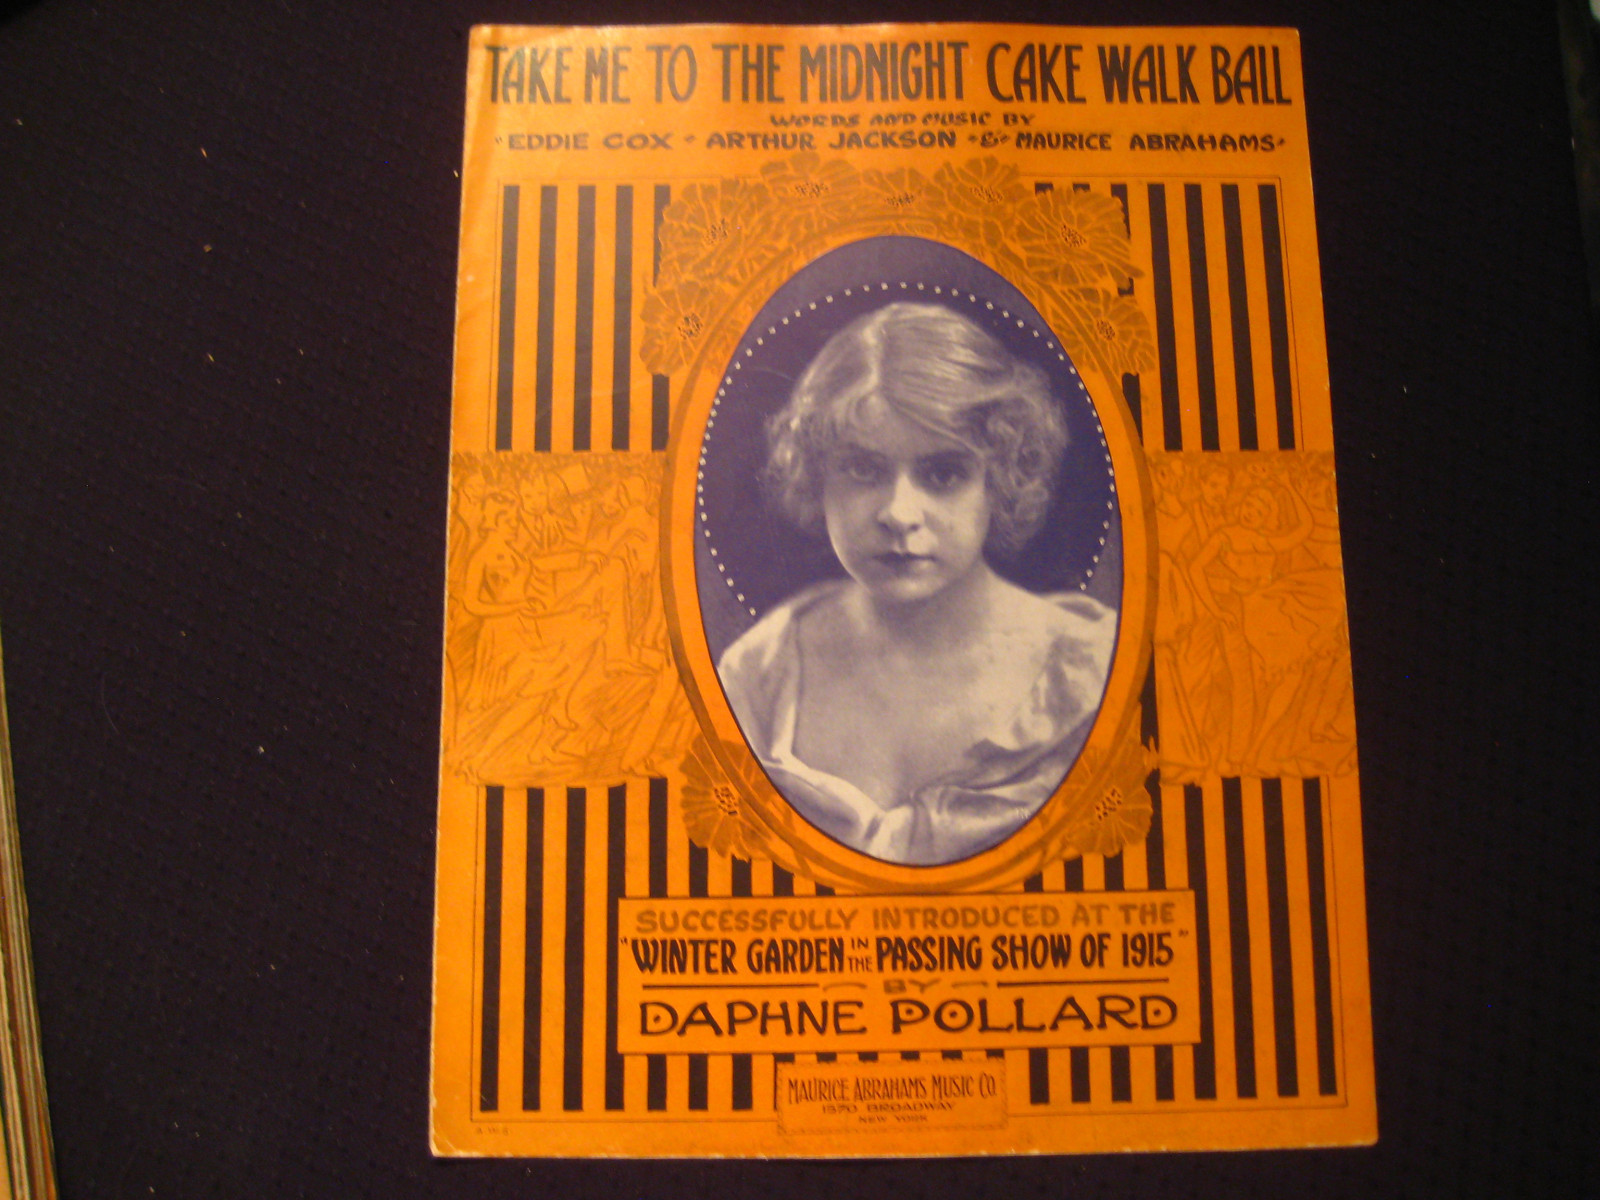 TAKE ME TO THE MIDNIGHT CAKE WALK BALL
WORDS AND MUSIC BY
"EDDIE COX - ARTHUR JACKSON -&- MAURICE ABRAHAMS"
SUCCESSFULLY INTRODUCED AT THE
"WINTER GARDEN IN THE PASSING SHOW OF 1915"
BY
DAPHNE POLLARD
MAURICE ABRAHAMS MUSIC CO.
1570 BROADWAY
NEW YORK